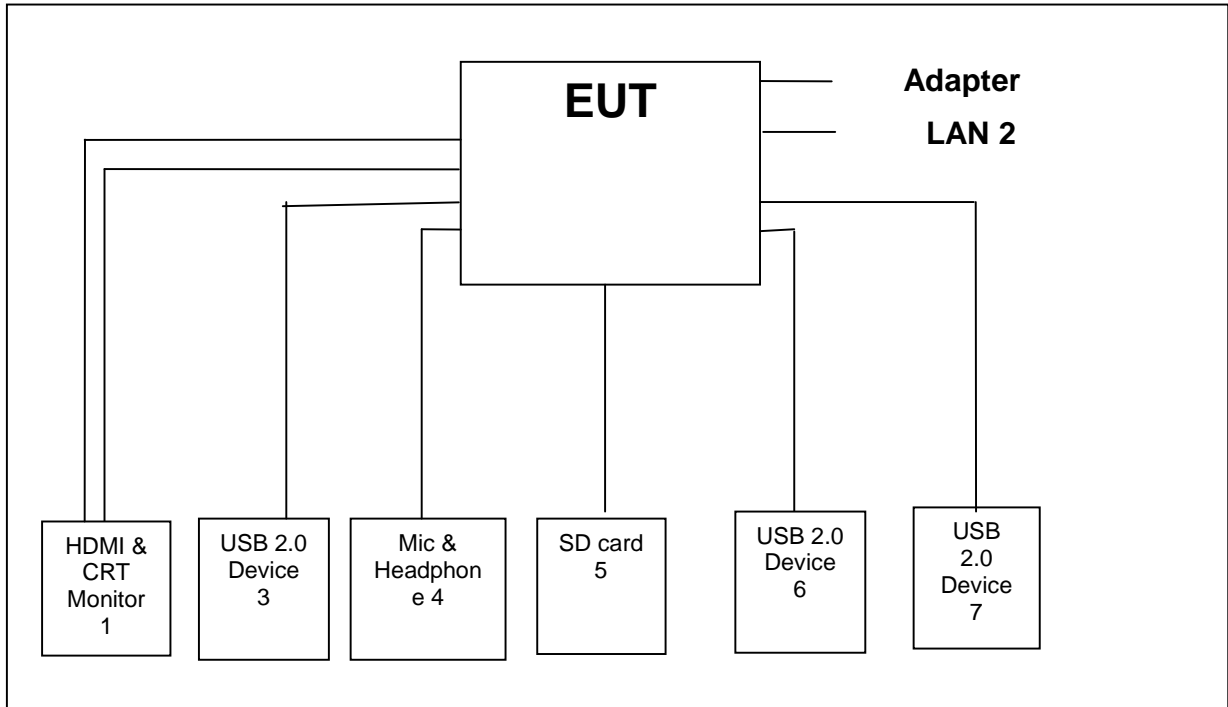 EUT
Adapter
LAN 2
HDMI &
CRT
Monitor
1
USB 2.0
Device
3
Mic &
Headphon
e 4
SD card
5
USB 2.0
Device
6
USB
2.0
Device
7